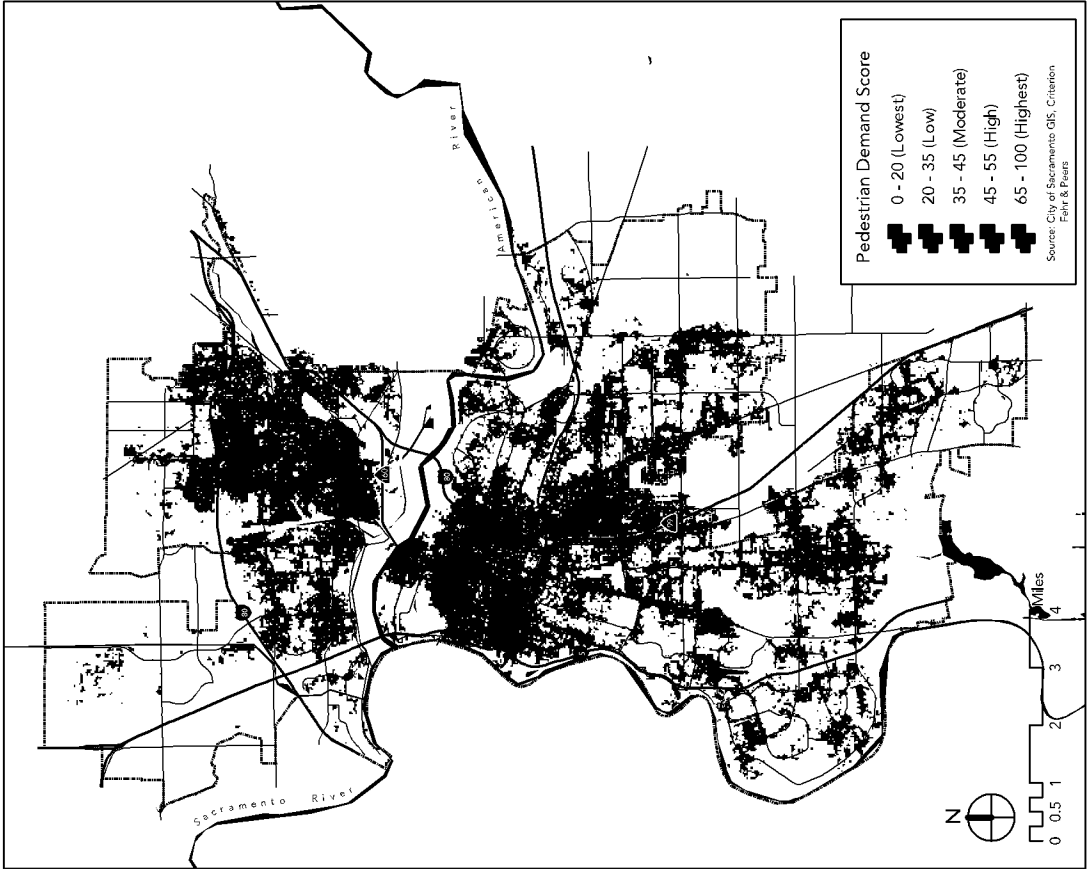 Sacramento River
American River
80
N
0 0.5 1 2 3 4
Miles
Pedestrian Demand Score
0 - 20 (Lowest)
20 - 35 (Low)
35 - 45 (Moderate)
45 - 55 (High)
65 - 100 (Highest)
Source: City of Sacramento GIS, Criterion
Fehr & Peers